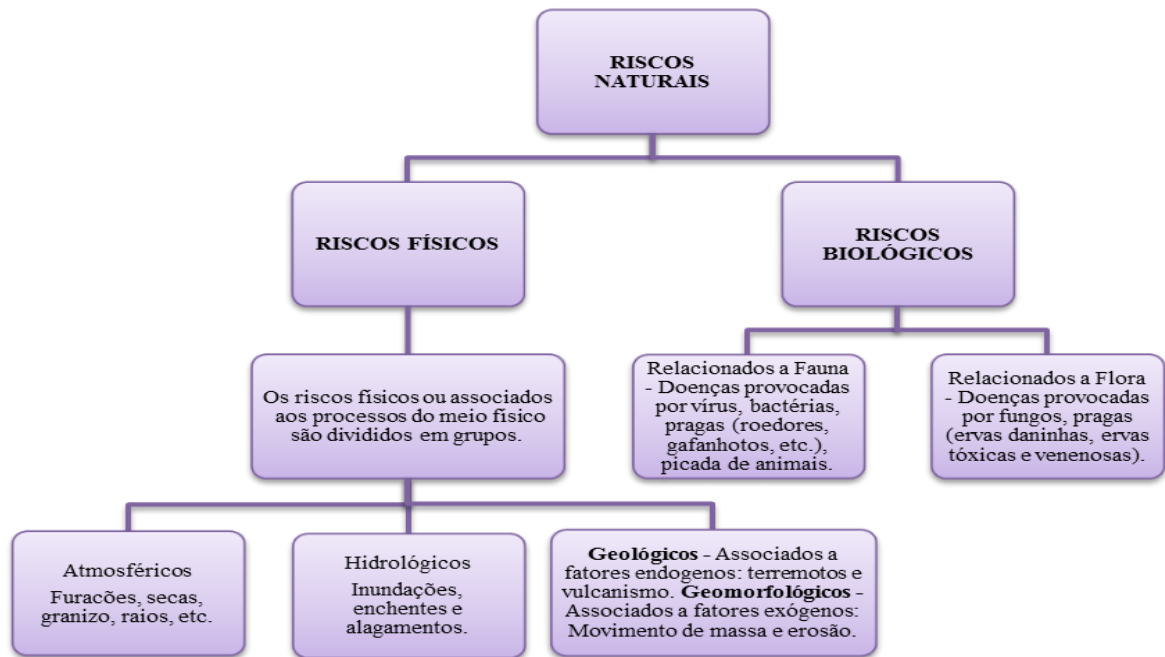 RISCOS
NATURAIS
RISCOS FÍSICOS
RISCOS
BIOLÓGICOS
Os riscos físicos ou associados
aos processos do meio físico
são divididos em grupos.
Relacionados a Fauna
- Doenças provocadas
por vírus, bactérias,
pragas (roedores,
gafanhotos, etc.),
picada de animais.
Relacionados a Flora
- Doenças provocadas
por fungos, pragas
(ervas daninhas, ervas
tóxicas e venenosas).
Atmosféricos
Furacões, secas,
granizo, raios, etc.
Hidrológicos
Inundações,
enchentes e
alagamentos.
Geológicos - Associados a
fatores endogenos: terremotos e
vulcanismo. Geomorfológicos -
Associados a fatores exógenos:
Movimento de massa e erosão.